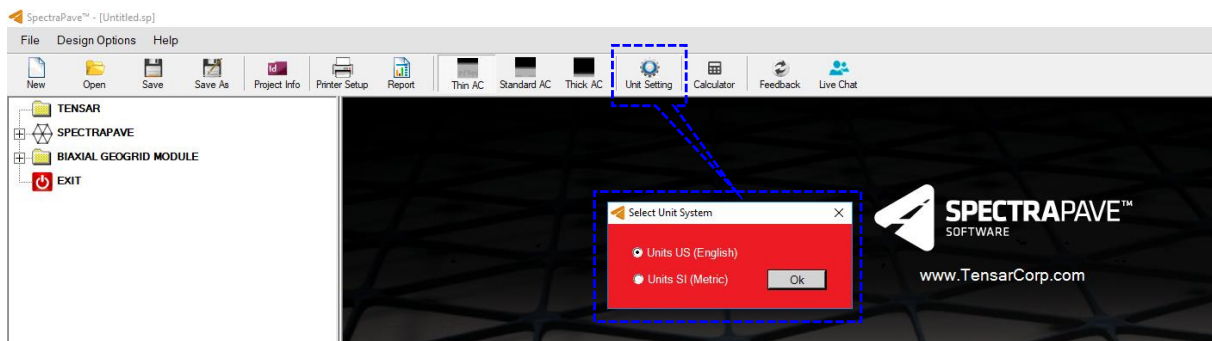 SpectraPave™ - [Untitled.sp]
File Design Options Help
New Open Save Save As Project Info Printer Setup Report Thin AC Standard AC Thick AC Unit Setting Calculator Feedback Live Chat
TENSAR
SPECTRAPAVE
BIAXIAL GEOGRID MODULE
EXIT
Select Unit System
Units US (English)
Units SI (Metric) Ok
SPECTRAPAVE™
SOFTWARE
www.TensarCorp.com